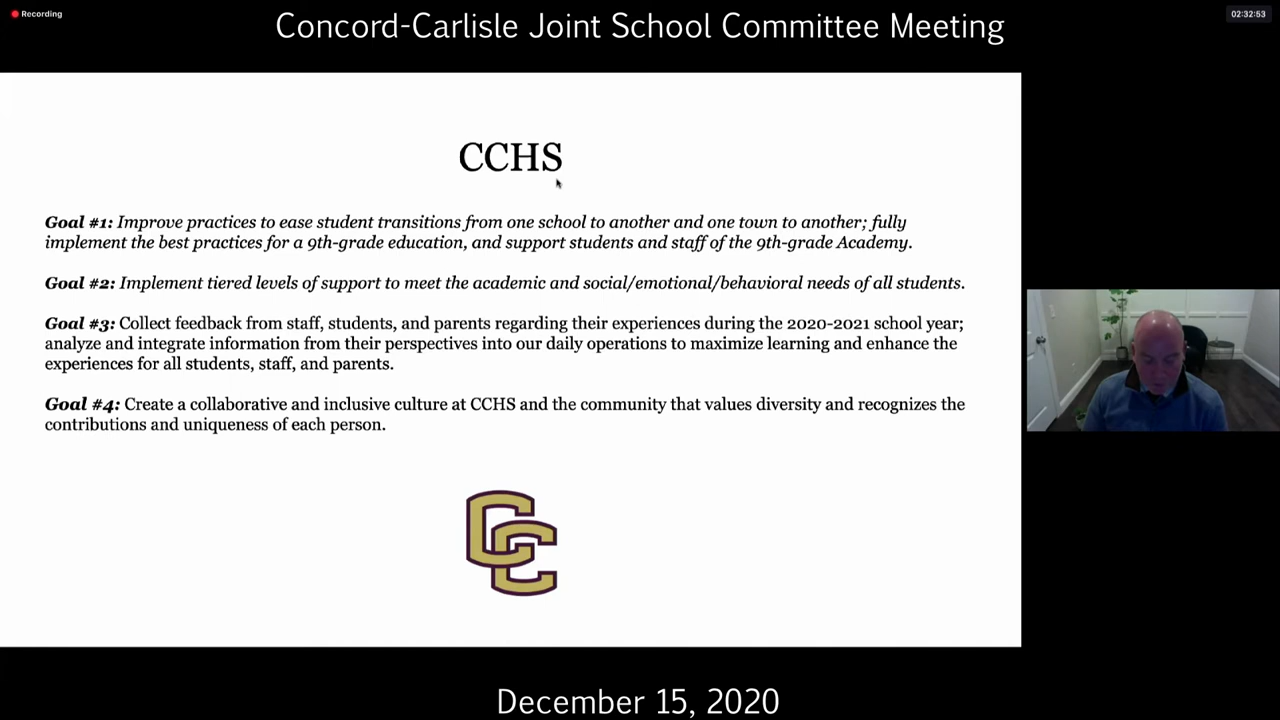 Recording
Concord-Carlisle Joint School Committee Meeting
02:32:53
CCHS
Goal #1: Improve practices to ease student transitions from one school to another and one town to another; fully
implement the best practices for a 9th-grade education, and support students and staff of the 9th-grade Academy.
Goal #2: Implement tiered levels of support to meet the academic and social/emotional/behavioral needs of all students.
Goal #3: Collect feedback from staff, students, and parents regarding their experiences during the 2020-2021 school year;
analyze and integrate information from their perspectives into our daily operations to maximize learning and enhance the
experiences for all students, staff, and parents.
Goal #4: Create a collaborative and inclusive culture at CCHS and the community that values diversity and recognizes the
contributions and uniqueness of each person.
CC
December 15, 2020